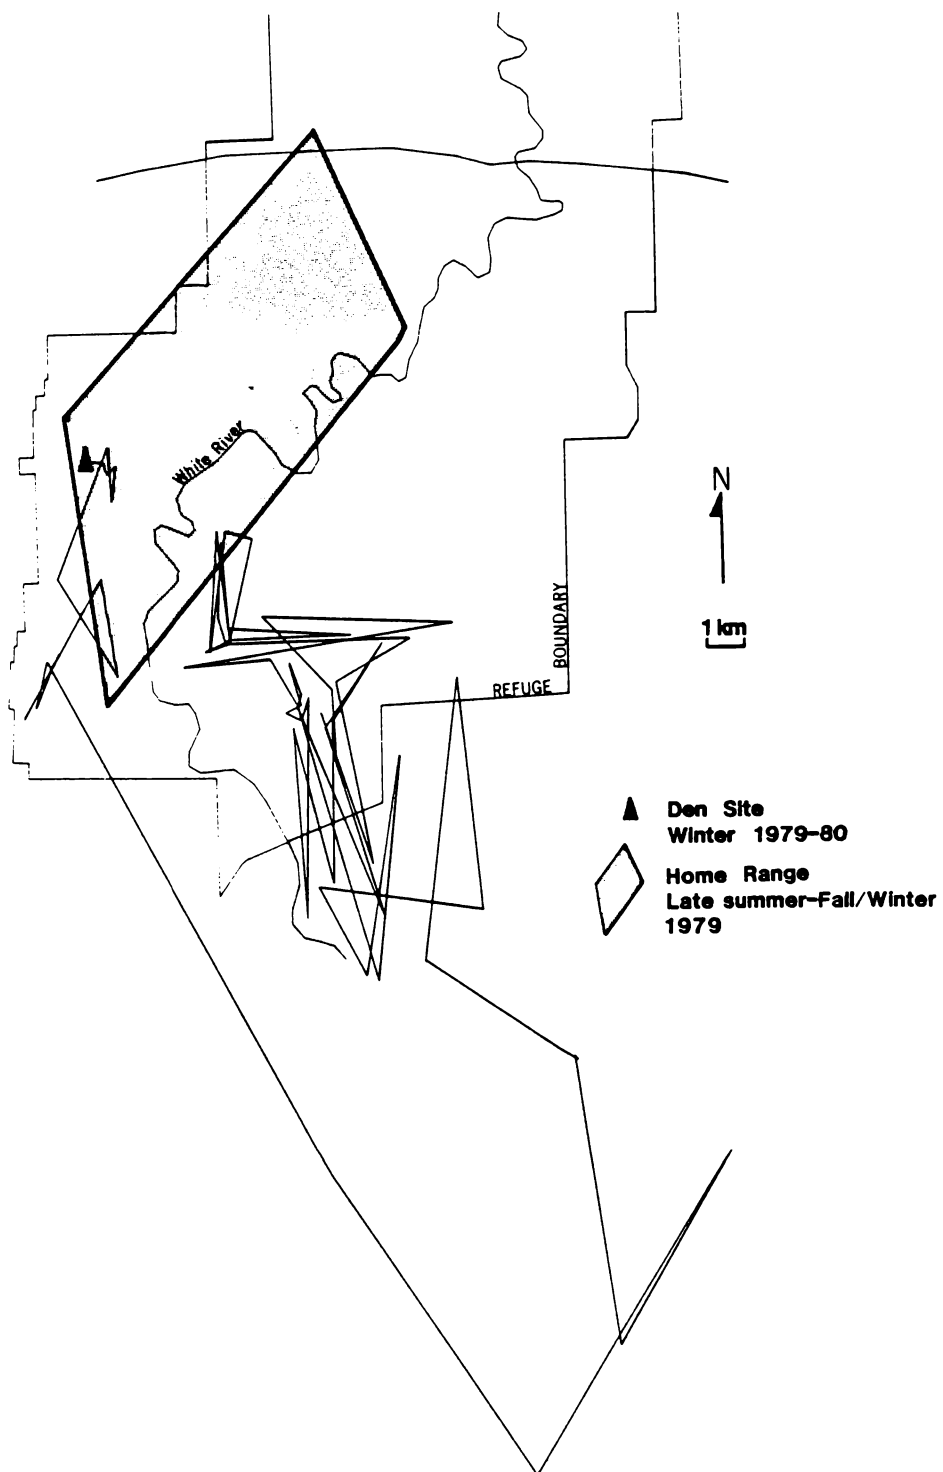 White River
N
1 km
BOUNDARY
REFUGE
Den Site
Winter 1979-80
Home Range
Late summer-Fall/Winter
1979